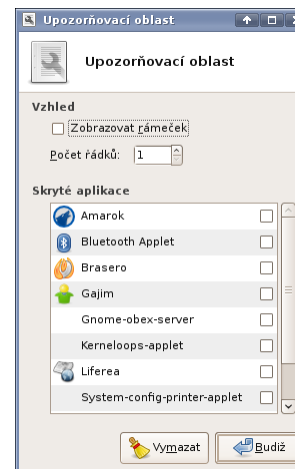 Upozorňovací oblast
Upozorňovací oblast
Vzhled
Zobrazovat rámeček
Počet řádků: 1
Skryté aplikace
Amarok
Bluetooth Applet
Brasero
Gajim
Gnome-obex-server
Kerneloops-applet
Liferea
System-config-printer-applet
Vymazat
Budiž